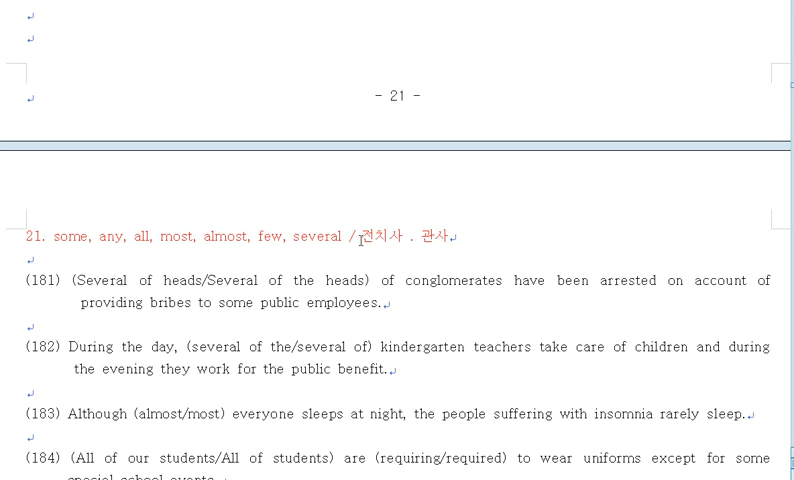 - 21 -
21. some, any, all, most, almost, few, several / 전치사 . 관사
(181) (Several of heads/Several of the heads) of conglomerates have been arrested on account of
providing bribes to some public employees.
(182) During the day, (several of the/several of) kindergarten teachers take care of children and during
the evening they work for the public benefit.
(183) Although (almost/most) everyone sleeps at night, the people suffering with insomnia rarely sleep.
(184) (All of our students/All of students) are (requiring/required) to wear uniforms except for some
special school events.